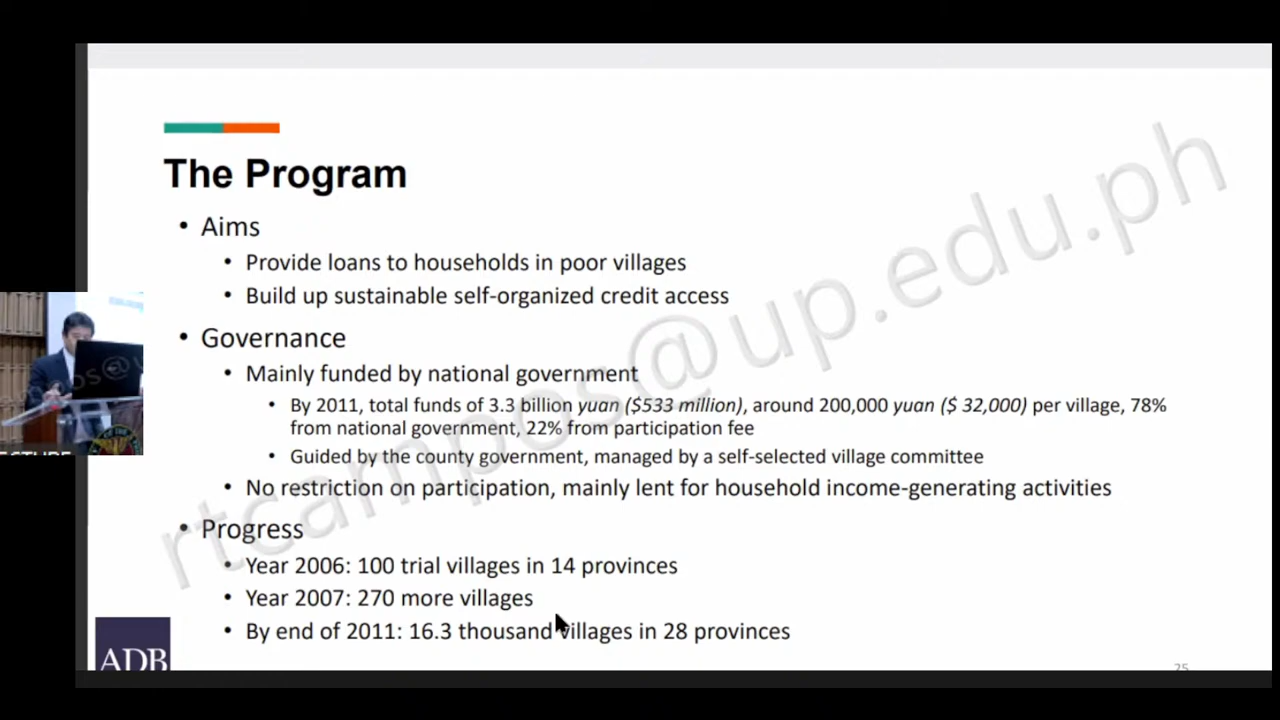 The Program
• Aims
• Provide loans to households in poor villages
• Build up sustainable self-organized credit access
• Governance
• Mainly funded by national government
• By 2011, total funds of 3.3 billion yuan ($533 million), around 200,000 yuan ($ 32,000) per village, 78%
from national government, 22% from participation fee
• Guided by the county government, managed by a self-selected village committee
• No restriction on participation, mainly lent for household income-generating activities
• Progress
• Year 2006: 100 trial villages in 14 provinces
• Year 2007: 270 more villages
• By end of 2011: 16.3 thousand villages in 28 provinces
ADB
25
rtcampos@up.edu.ph